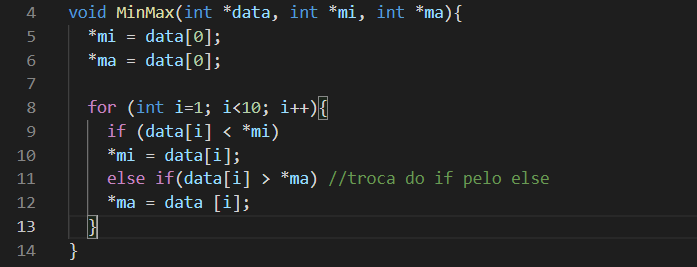 4 void MinMax(int *data, int *mi, int *ma){
5 *mi = data[0];
6 *ma = data[0];
7
8 for (int i=1; i<10; i++){
9 if (data[i] < *mi)
10 *mi = data[i];
11 else if(data[i] > *ma) //troca do if pelo else
12 *ma = data [i];
13 }
14 }